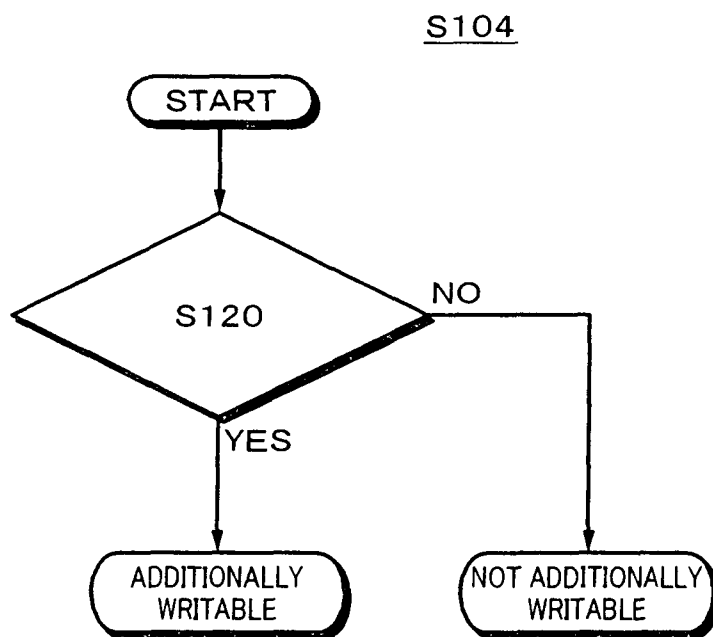 S104
START
S120
NO
YES
ADDITIONALLY
WRITABLE
NOT ADDITIONALLY
WRITABLE